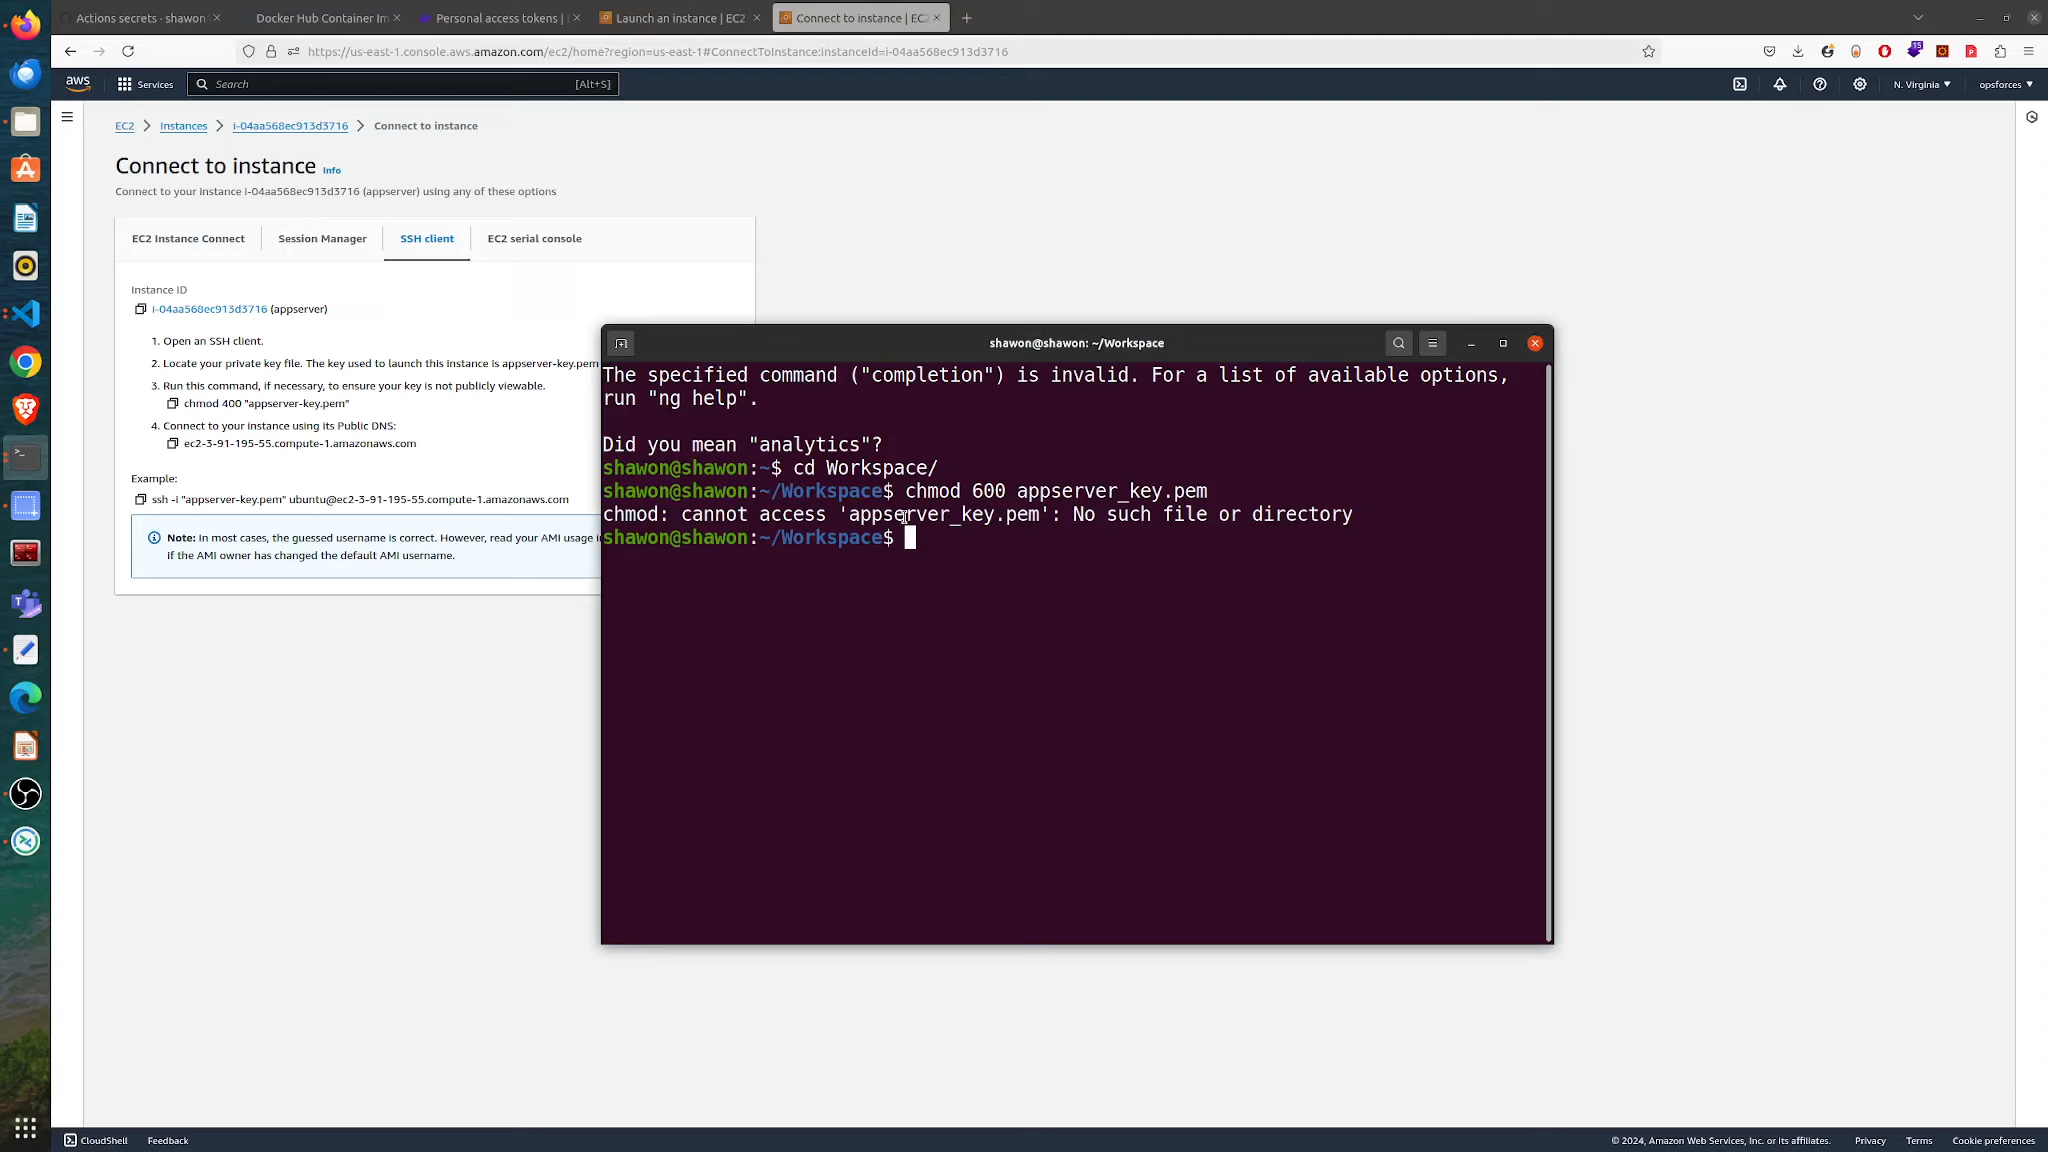 Actions secrets · shawon
Docker Hub Container Im
Personal access tokens |
Launch an instance | EC2
Connect to instance | EC2
https://us-east-1.console.aws.amazon.com/ec2/home?region=us-east-1#ConnectToInstance:instanceId=i-04aa568ec913d3716
15
aws
Services
Search
[Alt+S]
N. Virginia
opsforces
EC2
Instances
i-04aa568ec913d3716
Connect to instance
Connect to instance Info
Connect to your instance i-04aa568ec913d3716 (appserver) using any of these options
EC2 Instance Connect
Session Manager
SSH client
EC2 serial console
Instance ID
i-04aa568ec913d3716 (appserver)
1. Open an SSH client.
2. Locate your private key file. The key used to launch this instance is appserver-key.pem
3. Run this command, if necessary, to ensure your key is not publicly viewable.
chmod 400 "appserver-key.pem"
4. Connect to your instance using its Public DNS:
ec2-3-91-195-55.compute-1.amazonaws.com
Example:
ssh -i "appserver-key.pem" ubuntu@ec2-3-91-195-55.compute-1.amazonaws.com
Note: In most cases, the guessed username is correct. However, read your AMI usage
if the AMI owner has changed the default AMI username.
shawon@shawon: ~/Workspace
The specified command ("completion") is invalid. For a list of available options,
run "ng help".
Did you mean "analytics"?
shawon@shawon:~$ cd Workspace/
shawon@shawon:~/Workspace$ chmod 600 appserver_key.pem
chmod: cannot access 'appserver_key.pem': No such file or directory
shawon@shawon:~/Workspace$
CloudShell
Feedback
© 2024, Amazon Web Services, Inc. or its affiliates.
Privacy
Terms
Cookie preferences